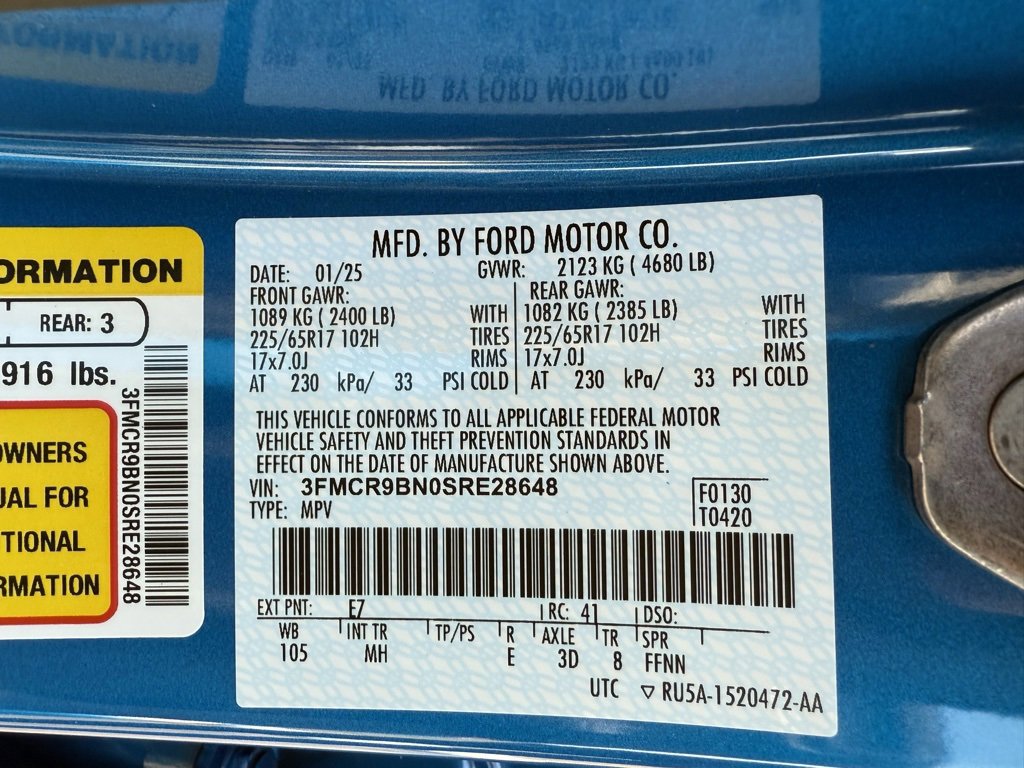 ORMATION
REAR: 3
916 lbs.
3FMCR9BN0SRE28648
OWNERS
UAL FOR
TIONAL
RMATION
MFD. BY FORD MOTOR CO.
DATE: 01/25 GVWR: 2123 KG ( 4680 LB)
FRONT GAWR: REAR GAWR:
1089 KG ( 2400 LB) WITH 1082 KG ( 2385 LB) WITH
225/65R17 102H TIRES 225/65R17 102H TIRES
17x7.0J RIMS 17x7.0J RIMS
AT 230 kPa/ 33 PSI COLD AT 230 kPa/ 33 PSI COLD
THIS VEHICLE CONFORMS TO ALL APPLICABLE FEDERAL MOTOR
VEHICLE SAFETY AND THEFT PREVENTION STANDARDS IN
EFFECT ON THE DATE OF MANUFACTURE SHOWN ABOVE.
VIN: 3FMCR9BN0SRE28648 F0130
TYPE: MPV T0420
EXT PNT: E7 RC: 41 DSO:
WB INT TR TP/PS R AXLE TR SPR
105 MH E 3D 8 FFNN
UTC ▽ RU5A-1520472-AA